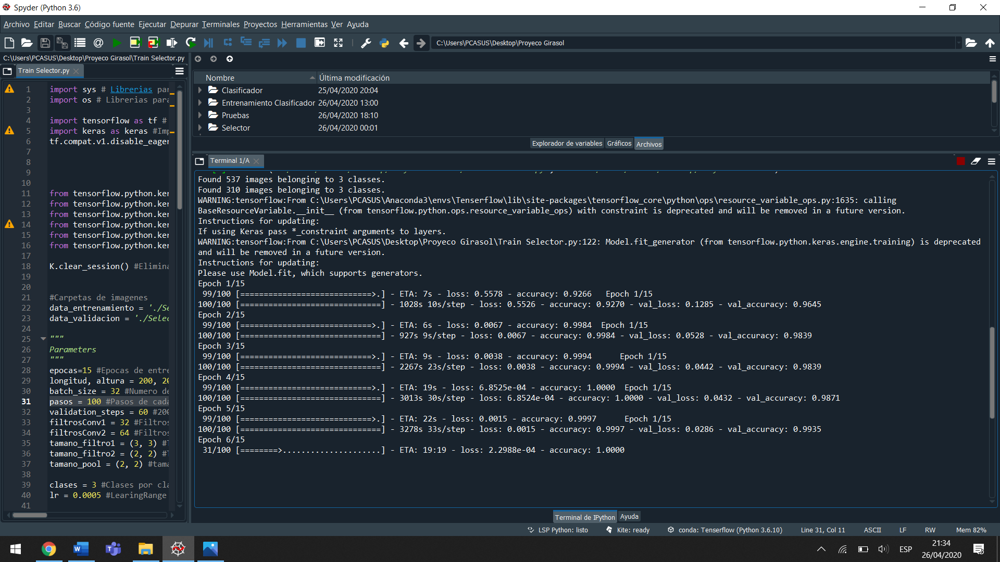 Spyder (Python 3.6)
Archivo Editar Buscar Código fuente Ejecutar Depurar Terminales Proyectos Herramientas Ver Ayuda
C:\Users\PCASUS\Desktop\Proyeco Girasol
C:\Users\PCASUS\Desktop\Proyeco Girasol\Train Selector.py
Train Selector.py
1 import sys # Librerias par
2 import os # Librerias para
3
4 import tensorflow as tf #
5 import keras as keras #Imp
6 tf.compat.v1.disable_eager
7
8
9
10
11 from tensorflow.python.ker
12 from tensorflow.python.ker
13 from tensorflow.python.ker
14 from tensorflow.python.ker
15 from tensorflow.python.ker
16 from tensorflow.python.ker
17
18 K.clear_session() #Elimina
19
20
21 #Carpetas de imagenes
22 data_entrenamiento = './Se
23 data_validacion = './Selec
24
25 """
26 Parameters
27 """
28 epocas=15 #Epocas de entre
29 longitud, altura = 200, 20
30 batch_size = 32 #Numero de
31 pasos = 100 #Pasos de cada
32 validation_steps = 60 #200
33 filtrosConv1 = 32 #Filtros
34 filtrosConv2 = 64 #Filtros
35 tamano_filtro1 = (3, 3) #T
36 tamano_filtro2 = (2, 2) #T
37 tamano_pool = (2, 2) #tama
38
39 clases = 3 #Clases por cla
40 lr = 0.0005 #LearingRange
41
Nombre Última modificación
Clasificador 25/04/2020 20:04
Entrenamiento Clasificador 26/04/2020 13:00
Pruebas 26/04/2020 18:10
Selector 26/04/2020 00:01
Explorador de variables Gráficos Archivos
Terminal 1/A
Found 537 images belonging to 3 classes.
Found 310 images belonging to 3 classes.
WARNING:tensorflow:From C:\Users\PCASUS\Anaconda3\envs\Tenserflow\lib\site-packages\tensorflow_core\python\ops\resource_variable_ops.py:1635: calling
BaseResourceVariable.__init__ (from tensorflow.python.ops.resource_variable_ops) with constraint is deprecated and will be removed in a future version.
Instructions for updating:
If using Keras pass *_constraint arguments to layers.
WARNING:tensorflow:From C:\Users\PCASUS\Desktop\Proyeco Girasol\Train Selector.py:122: Model.fit_generator (from tensorflow.python.keras.engine.training) is deprecated
and will be removed in a future version.
Instructions for updating:
Please use Model.fit, which supports generators.
Epoch 1/15
99/100 [============================>.] - ETA: 7s - loss: 0.5578 - accuracy: 0.9266 Epoch 1/15
100/100 [==============================] - 1028s 10s/step - loss: 0.5526 - accuracy: 0.9270 - val_loss: 0.1285 - val_accuracy: 0.9645
Epoch 2/15
99/100 [============================>.] - ETA: 6s - loss: 0.0067 - accuracy: 0.9984 Epoch 1/15
100/100 [==============================] - 927s 9s/step - loss: 0.0067 - accuracy: 0.9984 - val_loss: 0.0528 - val_accuracy: 0.9839
Epoch 3/15
99/100 [============================>.] - ETA: 9s - loss: 0.0038 - accuracy: 0.9994 Epoch 1/15
100/100 [==============================] - 2267s 23s/step - loss: 0.0038 - accuracy: 0.9994 - val_loss: 0.0442 - val_accuracy: 0.9839
Epoch 4/15
99/100 [============================>.] - ETA: 19s - loss: 6.8525e-04 - accuracy: 1.0000 Epoch 1/15
100/100 [==============================] - 3013s 30s/step - loss: 6.8524e-04 - accuracy: 1.0000 - val_loss: 0.0432 - val_accuracy: 0.9871
Epoch 5/15
99/100 [============================>.] - ETA: 22s - loss: 0.0015 - accuracy: 0.9997 Epoch 1/15
100/100 [==============================] - 3278s 33s/step - loss: 0.0015 - accuracy: 0.9997 - val_loss: 0.0286 - val_accuracy: 0.9935
Epoch 6/15
31/100 [========>.....................] - ETA: 19:19 - loss: 2.2988e-04 - accuracy: 1.0000
Terminal de IPython Ayuda
LSP Python: listo Kite: ready conda: Tenserflow (Python 3.6.10) Line 31, Col 11 ASCII LF RW Mem 82%
ESP
21:34
26/04/2020